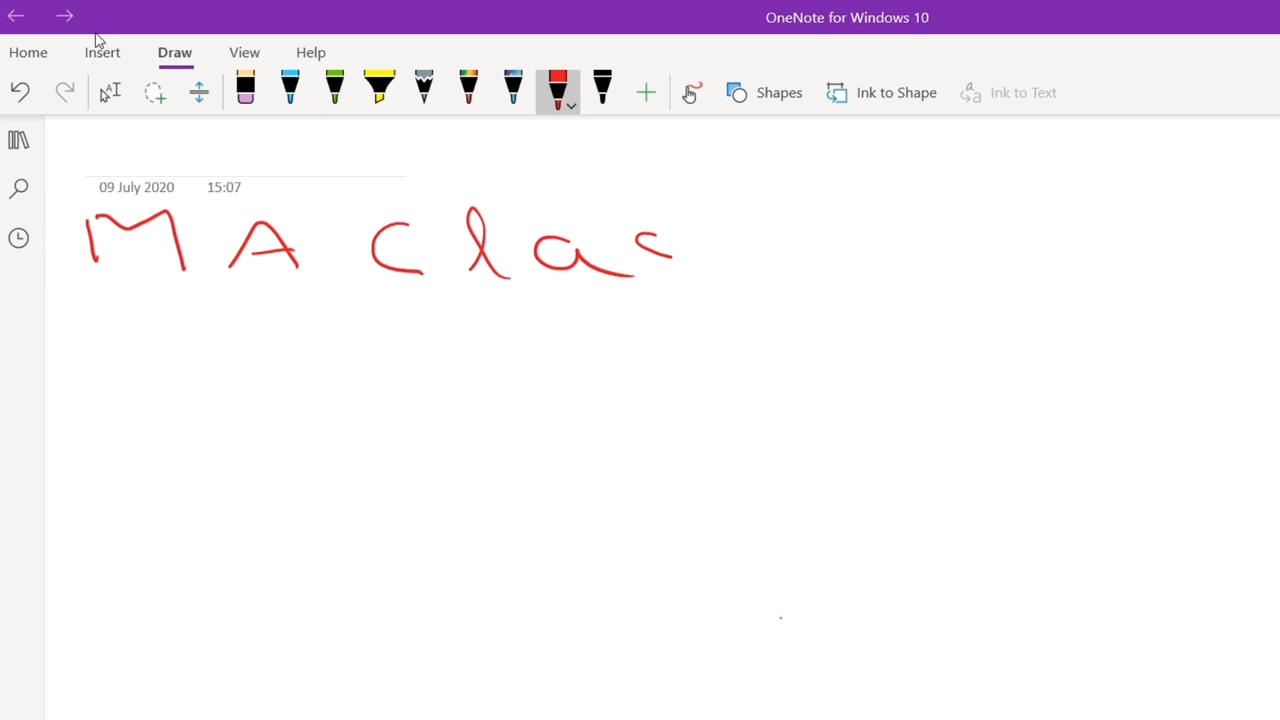 OneNote for Windows 10
Home Insert Draw View Help
Shapes Ink to Shape Ink to Text
09 July 2020 15:07
M A C l a c